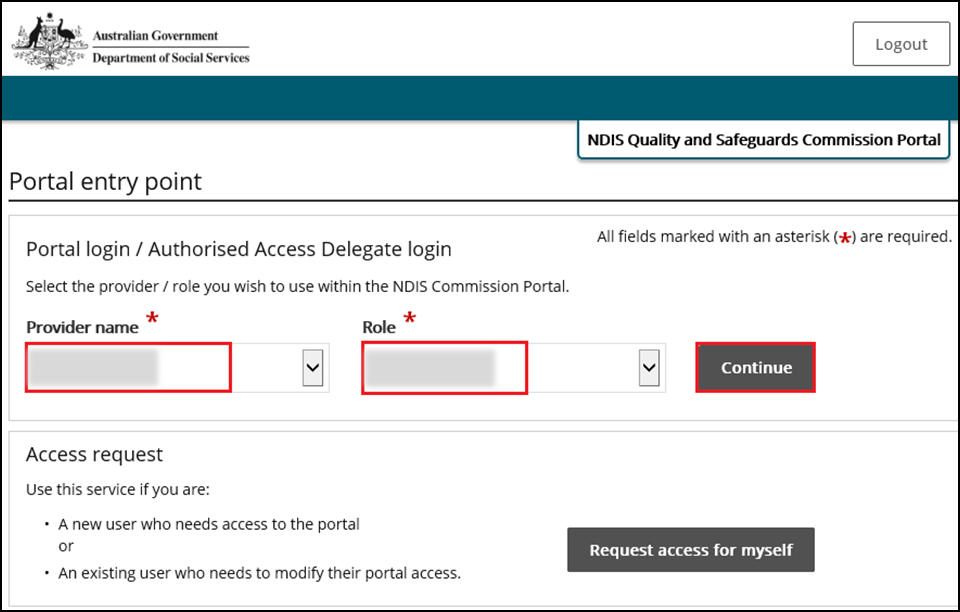 Australian Government
Department of Social Services
Logout
NDIS Quality and Safeguards Commission Portal
Portal entry point
All fields marked with an asterisk (*) are required.
Portal login / Authorised Access Delegate login
Select the provider / role you wish to use within the NDIS Commission Portal.
Provider name *
Role *
Continue
Access request
Use this service if you are:
• A new user who needs access to the portal
or
• An existing user who needs to modify their portal access.
Request access for myself